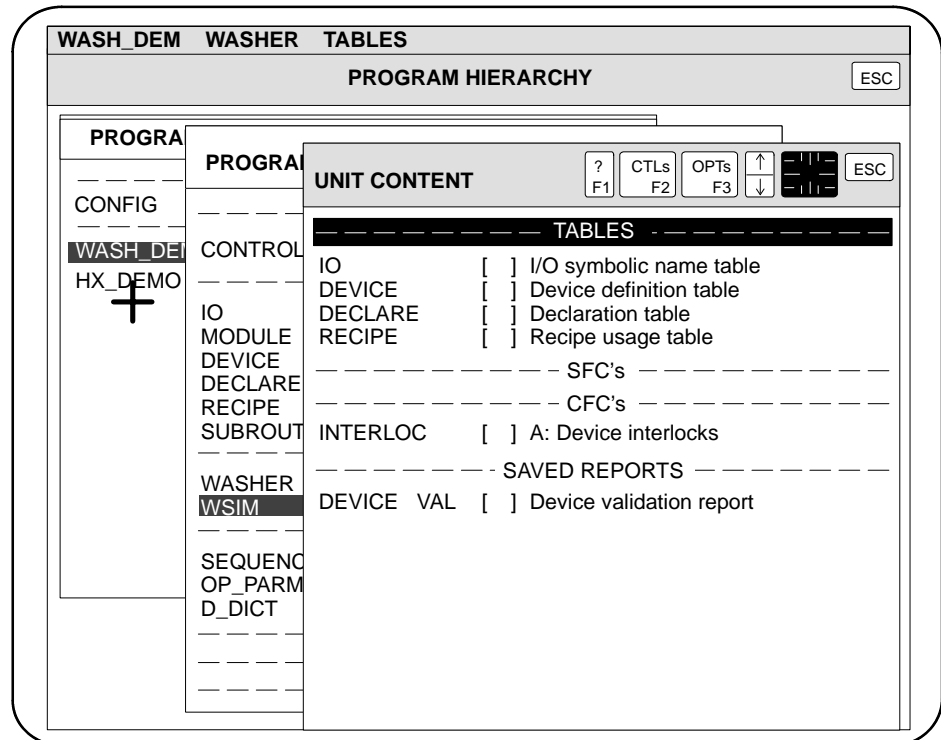 WASH_DEM WASHER TABLES
PROGRAM HIERARCHY
ESC
PROGRA
CONFIG
WASH_DE
HX_DEMO
PROGRA
CONTROL
IO
MODULE
DEVICE
DECLARE
RECIPE
SUBROUT
WASHER
WSIM
SEQUENC
OP_PARM
D_DICT
UNIT CONTENT
? F1
CTLs F2
OPTs F3
↑ ↓
ESC
TABLES
IO [ ] I/O symbolic name table
DEVICE [ ] Device definition table
DECLARE [ ] Declaration table
RECIPE [ ] Recipe usage table
SFC's
CFC's
INTERLOC [ ] A: Device interlocks
SAVED REPORTS
DEVICE VAL [ ] Device validation report